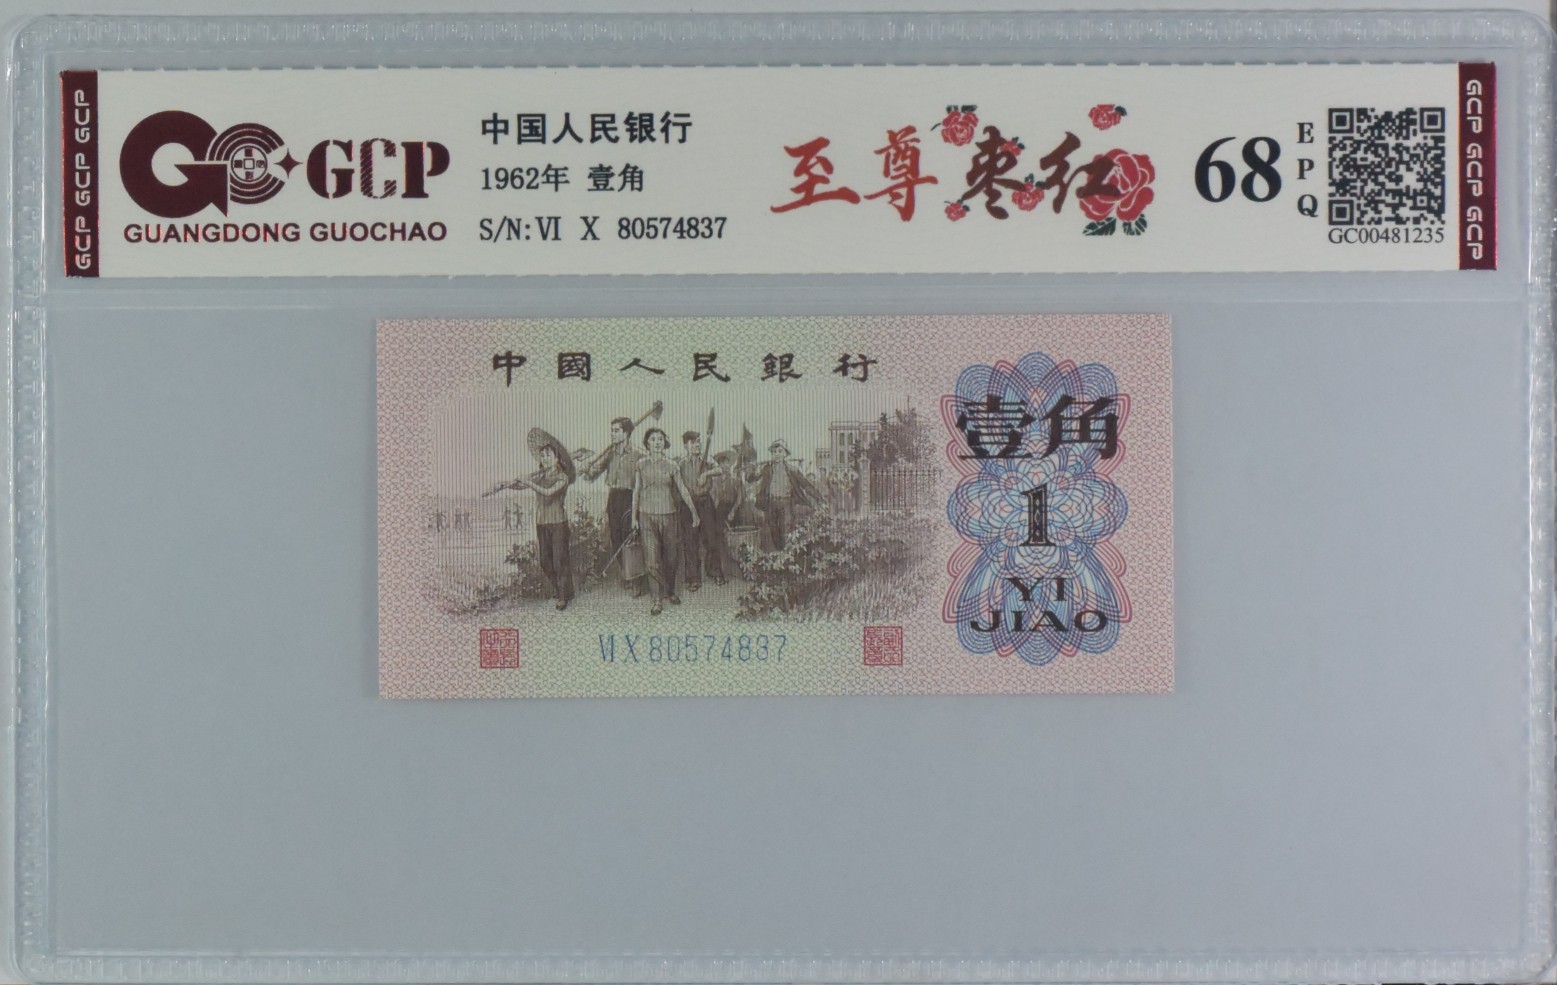 GCP GCP GCP
GCP
GUANGDONG GUOCHAO
中国人民银行
1962年 壹角
S/N: VI X 80574837
至尊枣红
68
EPQ
GC00481235
GCP GCP GCP
中國人民銀行
壹角
1
YI
JIAO
VI X 80574837